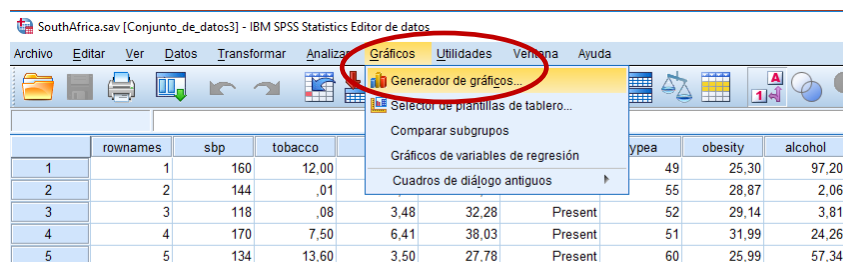 SouthAfrica.sav [Conjunto_de_datos3] - IBM SPSS Statistics Editor de datos
Archivo Editar Ver Datos Transformar Analizar Gráficos Utilidades Ventana Ayuda
Generador de gráficos...
A
1
Selector de plantillas de tablero...
Comparar subgrupos
rownames sbp tobacco Gráficos de variables de regresión ypea obesity alcohol
1 1 160 12,00 49 25,30 97,20
Cuadros de diálogo antiguos
2 2 144 ,01 55 28,87 2,06
3 3 118 ,08 3,48 32,28 Present 52 29,14 3,81
4 4 170 7,50 6,41 38,03 Present 51 31,99 24,26
5 5 134 13,60 3,50 27,78 Present 60 25,99 57,34